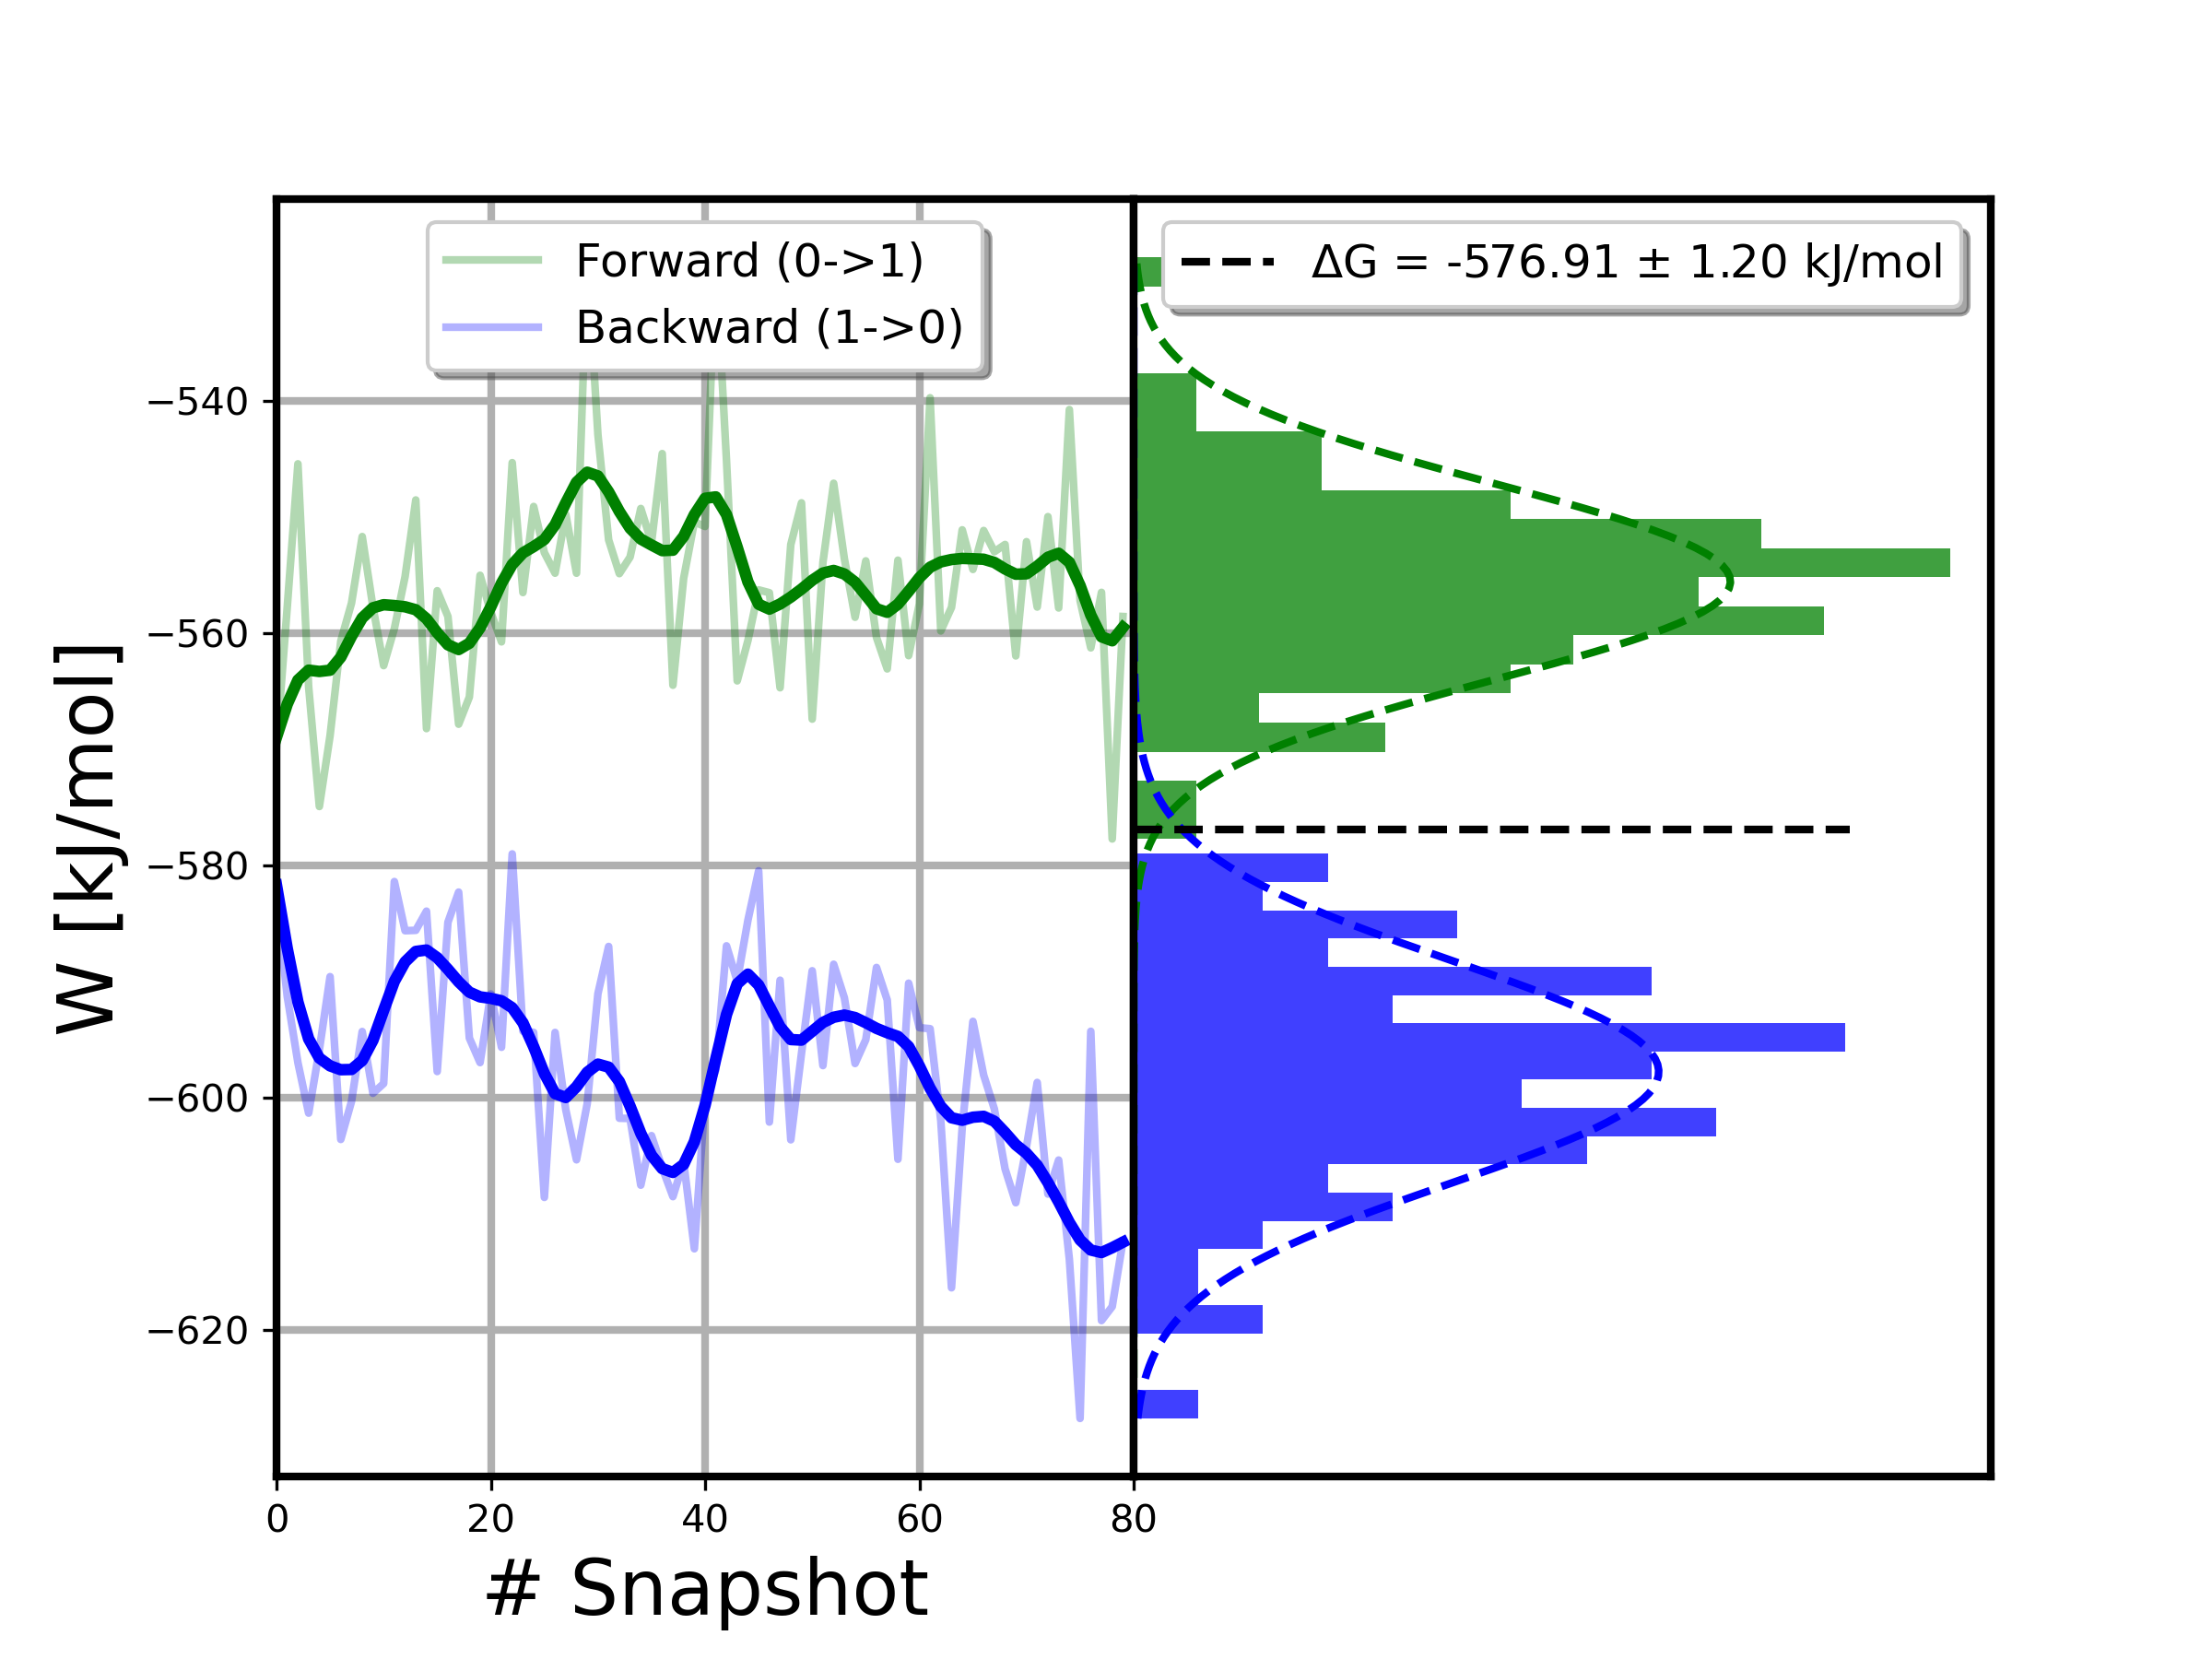 Forward (0->1)
Backward (1->0)
ΔG = -576.91 ± 1.20 kJ/mol
W [kJ/mol]
−540
−560
−580
−600
−620
0 20 40 60 80
# Snapshot